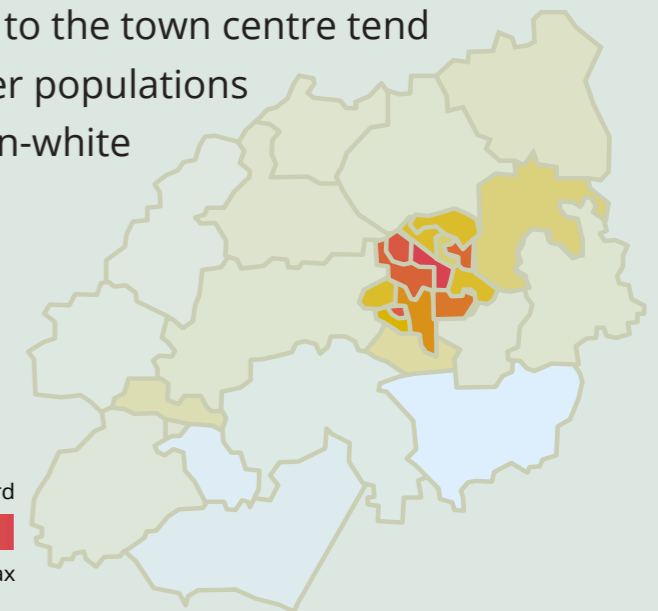 to the town centre tend
er populations
n-white
rd
ax